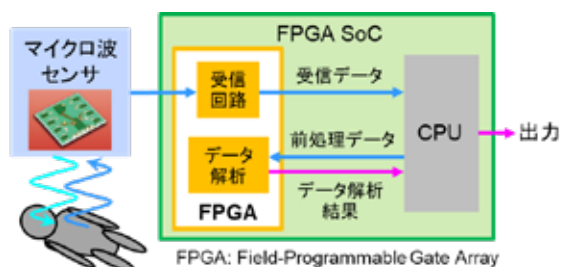 マイクロ波
センサ
FPGA SoC
FPGA
受信
回路
データ
解析
受信データ
前処理データ
データ解析
結果
CPU
出力
FPGA: Field-Programmable Gate Array